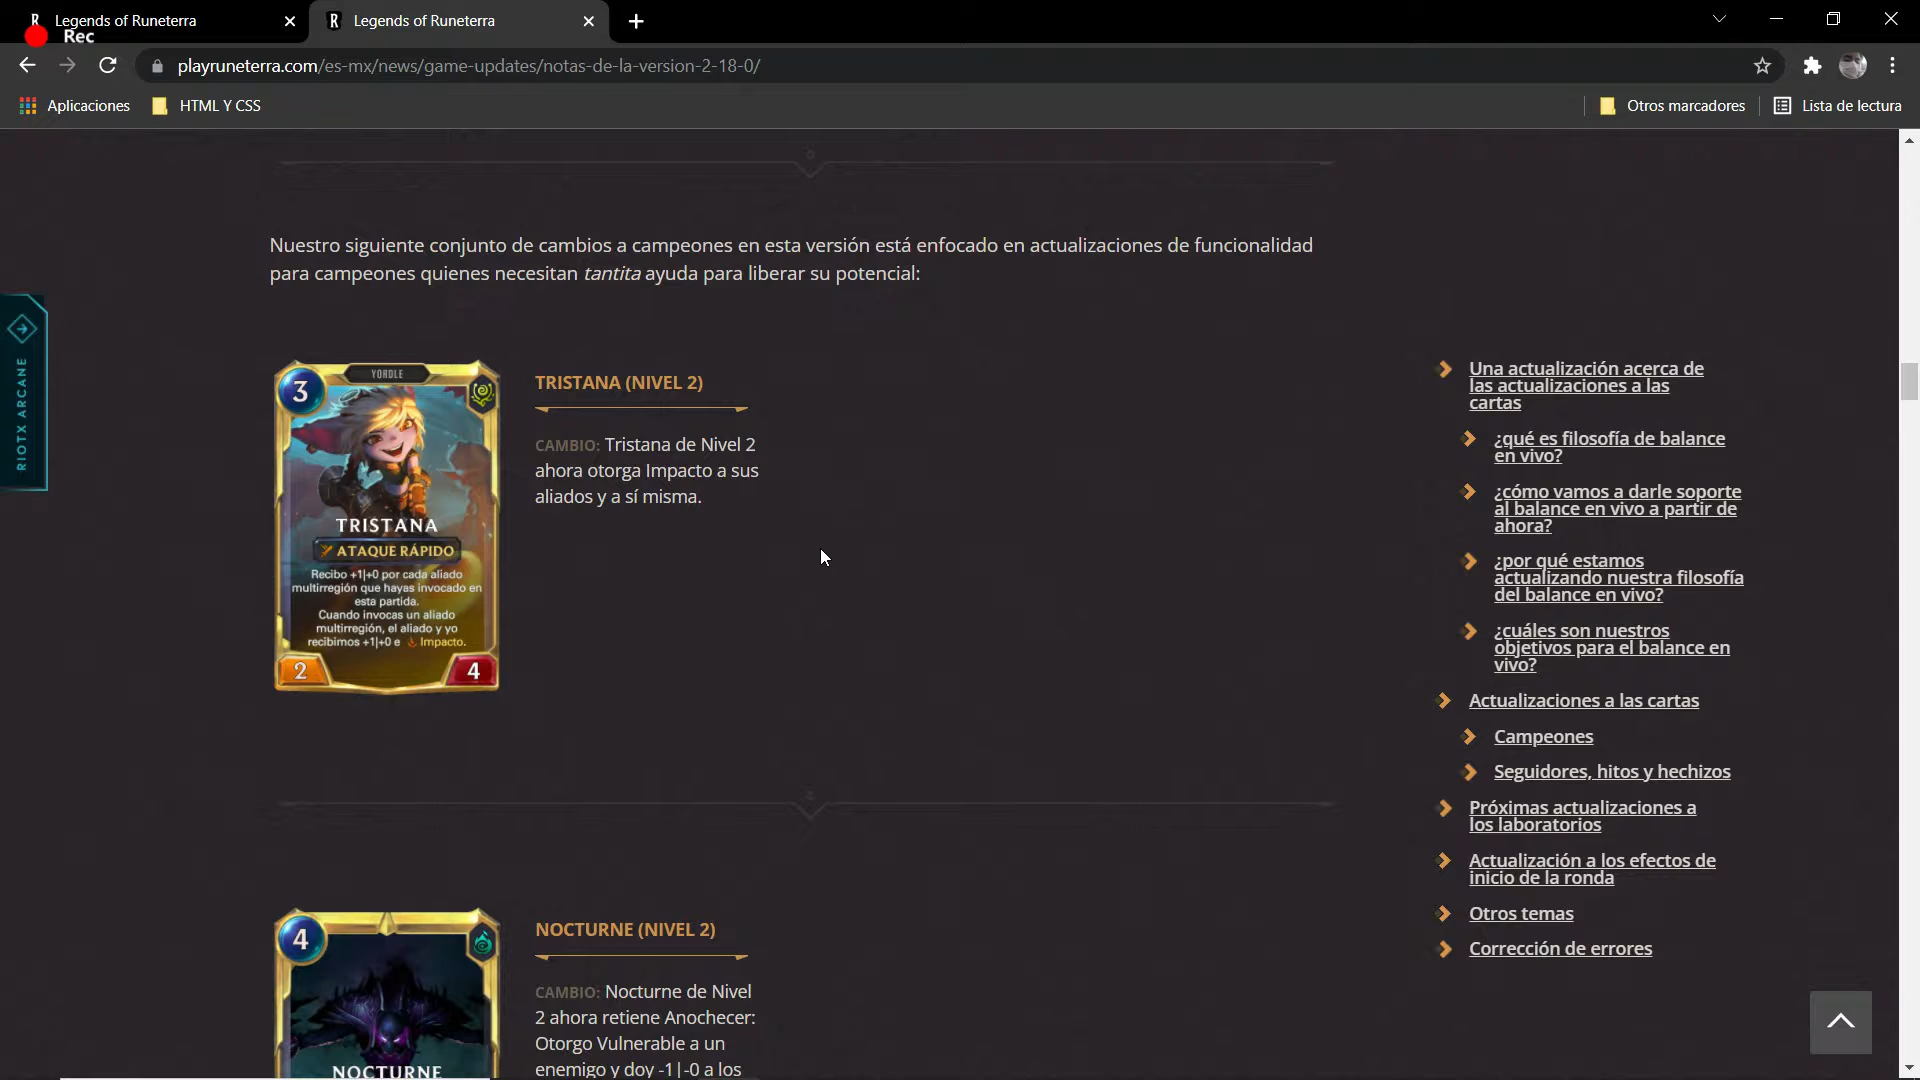 Legends of Runeterra
Legends of Runeterra
Rec
playruneterra.com/es-mx/news/game-updates/notas-de-la-version-2-18-0/
Aplicaciones
HTML Y CSS
Otros marcadores
Lista de lectura
Nuestro siguiente conjunto de cambios a campeones en esta versión está enfocado en actualizaciones de funcionalidad
para campeones quienes necesitan tantita ayuda para liberar su potencial:
RIOTX ARCANE
3
YORDLE
TRISTANA
ATAQUE RÁPIDO
Recibo +1|+0 por cada aliado
multirregión que hayas invocado en
esta partida.
Cuando invocas un aliado
multirregión, el aliado y yo
recibimos +1|+0 e Impacto.
2
4
TRISTANA (NIVEL 2)
CAMBIO: Tristana de Nivel 2
ahora otorga Impacto a sus
aliados y a sí misma.
4
NOCTURNE
NOCTURNE (NIVEL 2)
CAMBIO: Nocturne de Nivel
2 ahora retiene Anochecer:
Otorgo Vulnerable a un
enemigo y doy -1|-0 a los
Una actualización acerca de
las actualizaciones a las
cartas
¿qué es filosofía de balance
en vivo?
¿cómo vamos a darle soporte
al balance en vivo a partir de
ahora?
¿por qué estamos
actualizando nuestra filosofía
del balance en vivo?
¿cuáles son nuestros
objetivos para el balance en
vivo?
Actualizaciones a las cartas
Campeones
Seguidores, hitos y hechizos
Próximas actualizaciones a
los laboratorios
Actualización a los efectos de
inicio de la ronda
Otros temas
Corrección de errores